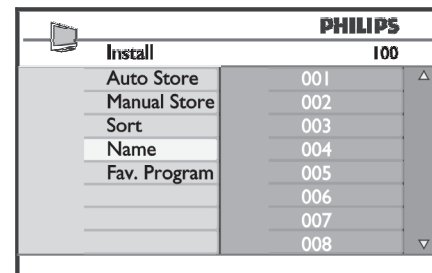 PHILIPS
Install 100
Auto Store 001
Manual Store 002
Sort 003
Name 004
Fav. Program 005
006
007
008